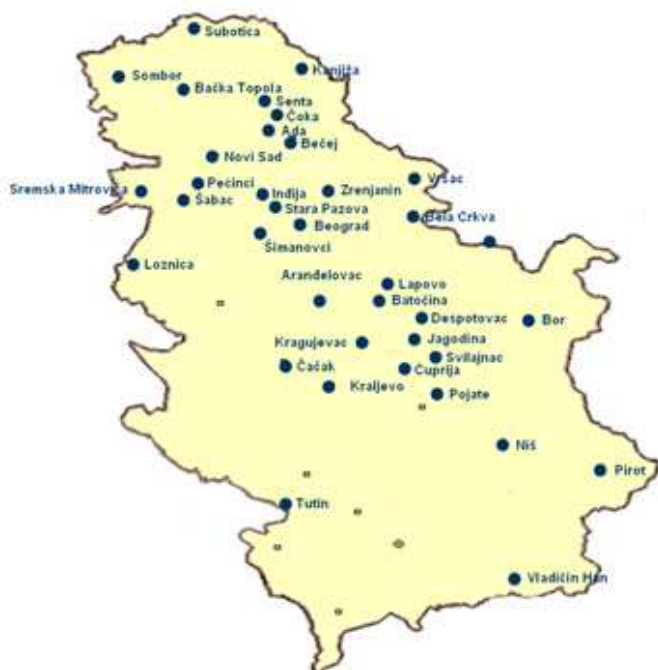 Subotica
Kanjiža
Sombor
Bačka Topola
Senta
Čoka
Ada
Bečej
Novi Sad
Vršac
Pećinci
Sremska Mitrovica
Inđija
Zrenjanin
Šabac
Stara Pazova
Bela Crkva
Beograd
Šimanovci
Loznica
Aranđelovac
Lapovo
Batočina
Despotovac
Bor
Kragujevac
Jagodina
Svilajnac
Čačak
Ćuprija
Kraljevo
Pojate
Niš
Pirot
Tutin
Vladičin Han